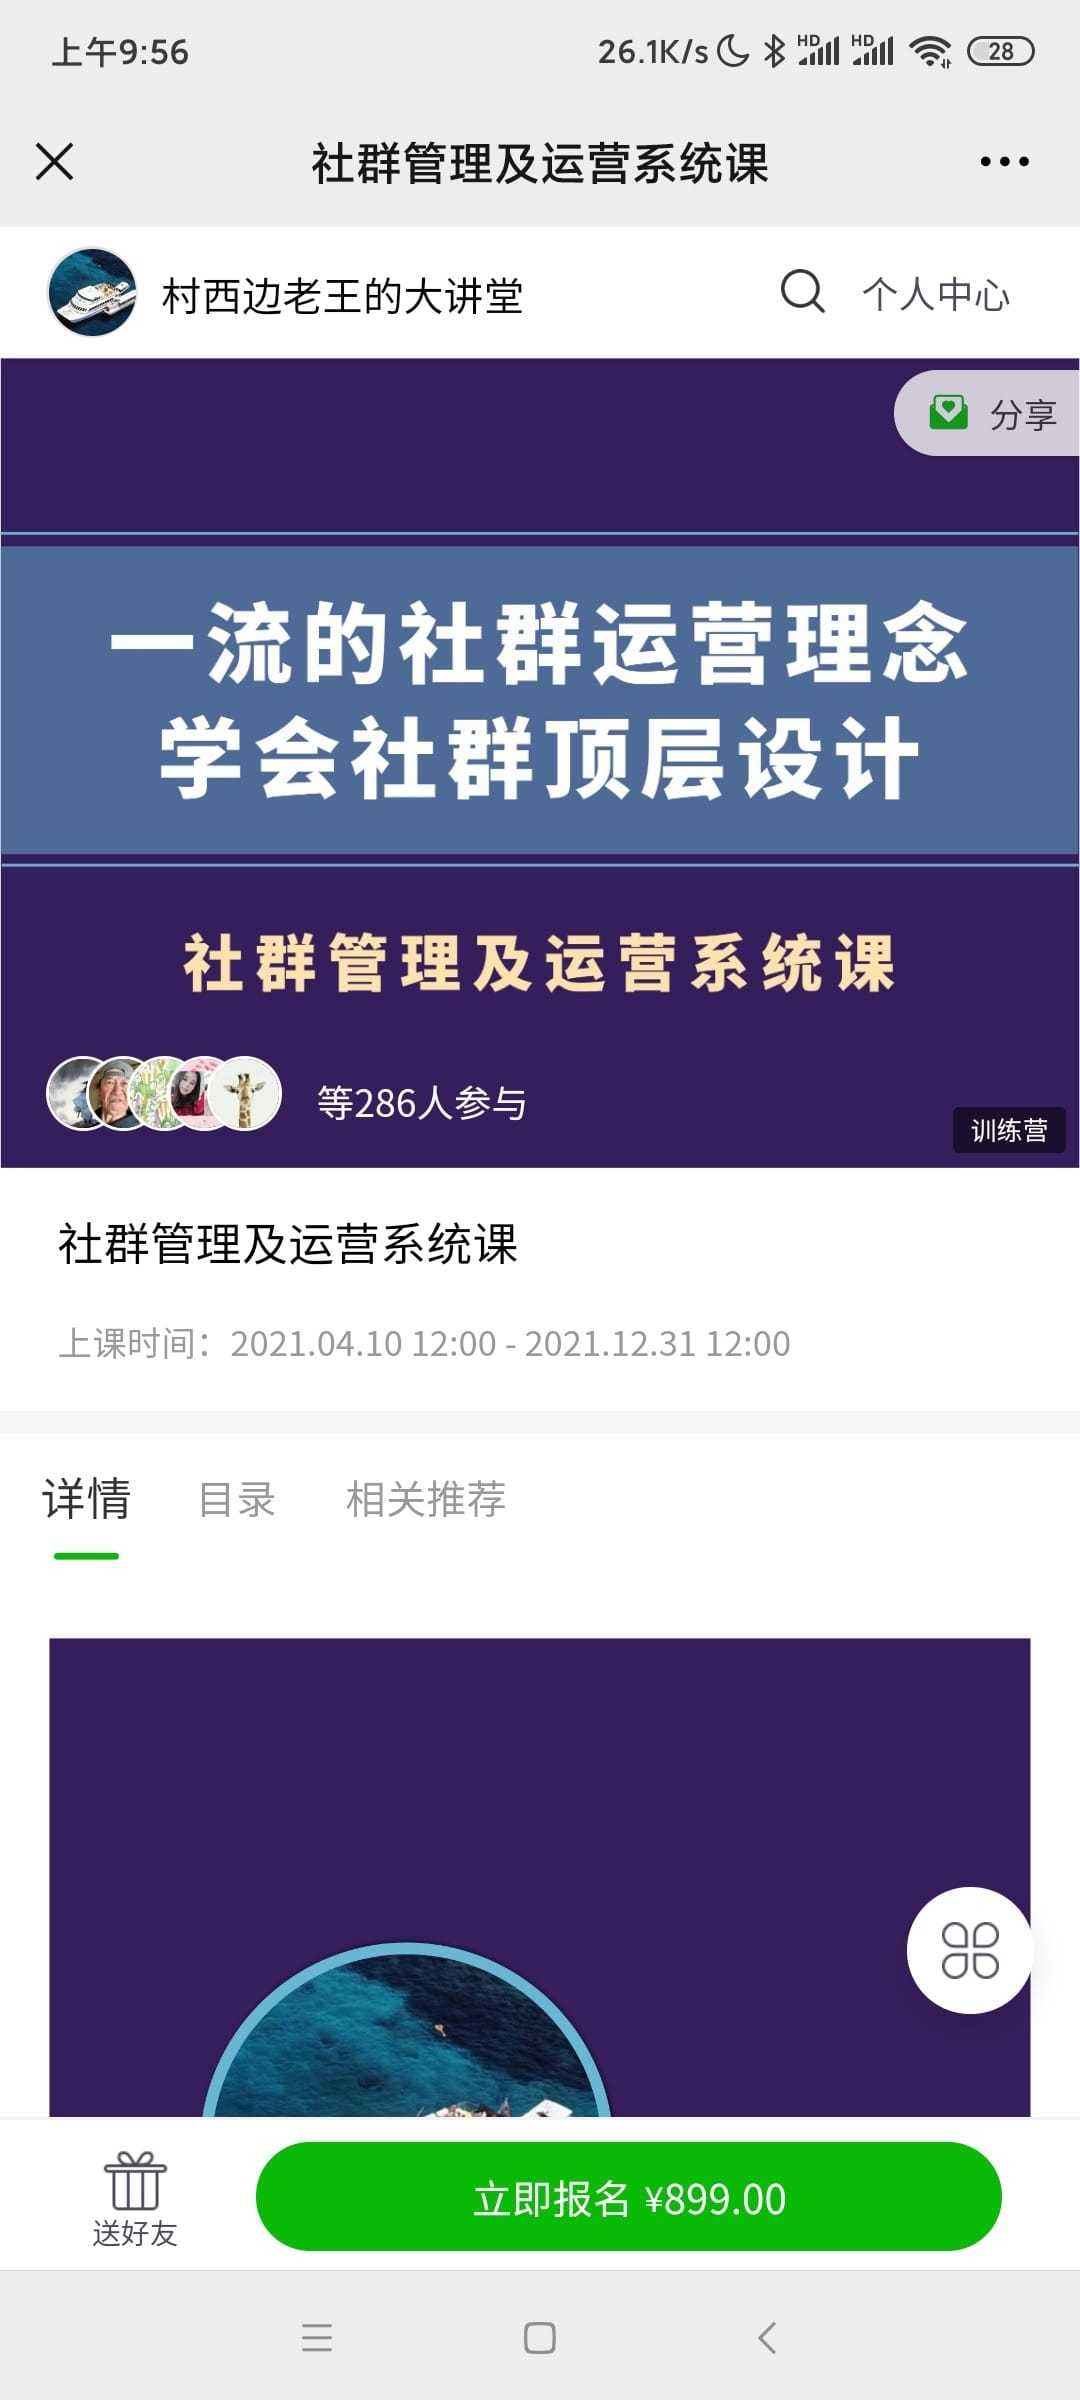 上午9:56
26.1K/s HD HD 28
社群管理及运营系统课
村西边老王的大讲堂
个人中心
分享
一流的社群运营理念
学会社群顶层设计
社群管理及运营系统课
等286人参与
训练营
社群管理及运营系统课
上课时间：2021.04.10 12:00 - 2021.12.31 12:00
详情 目录 相关推荐
送好友
立即报名 ¥899.00